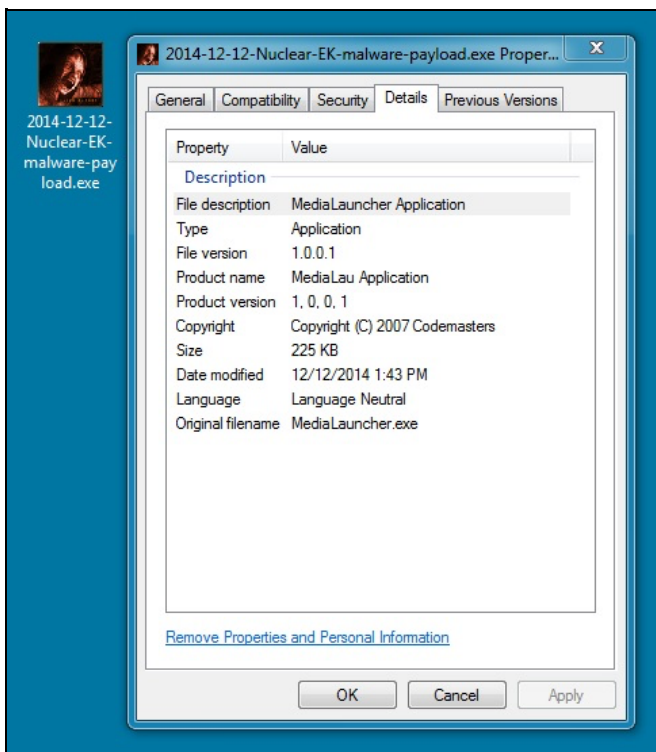 2014-12-12-Nuclear-EK-malware-payload.exe Proper...
x
General Compatibility Security Details Previous Versions
2014-12-12-
Nuclear-EK-
malware-pay
load.exe
Property Value
Description
File description MediaLauncher Application
Type Application
File version 1.0.0.1
Product name MediaLau Application
Product version 1, 0, 0, 1
Copyright Copyright (C) 2007 Codemasters
Size 225 KB
Date modified 12/12/2014 1:43 PM
Language Language Neutral
Original filename MediaLauncher.exe
Remove Properties and Personal Information
OK Cancel Apply